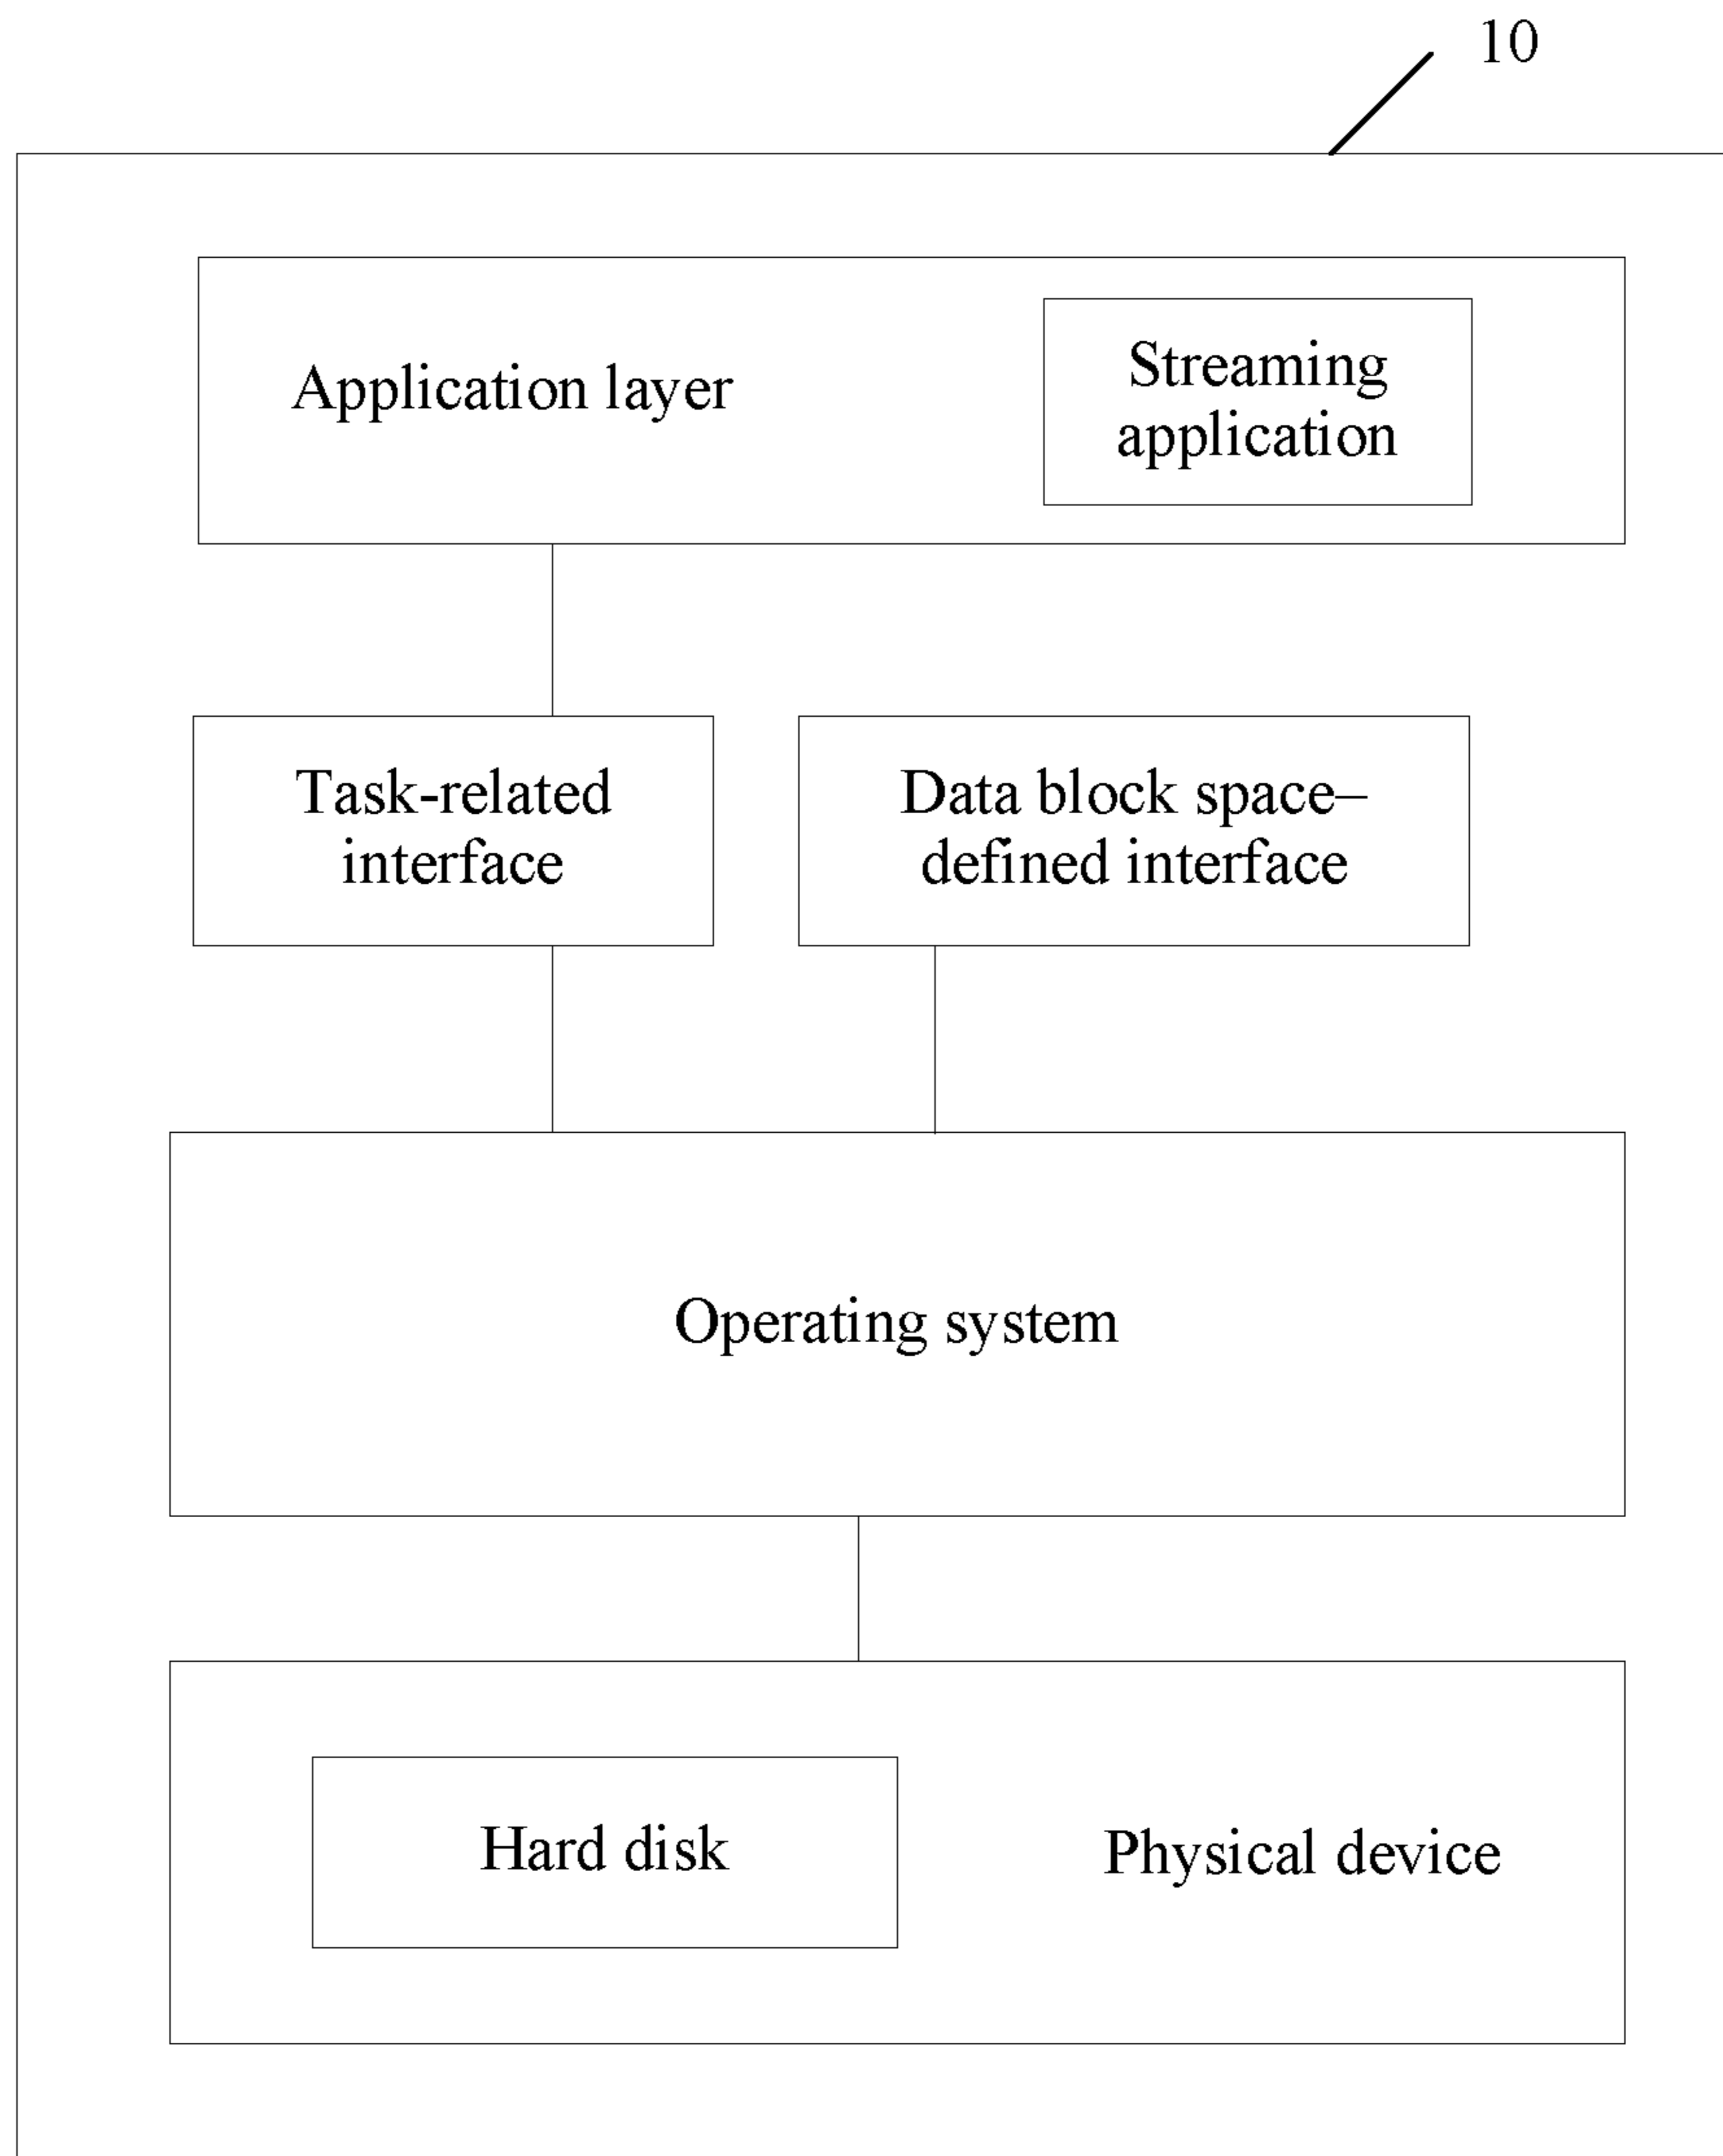 10
Application layer
Streaming
application
Task-related
interface
Data block space–
defined interface
Operating system
Hard disk
Physical device